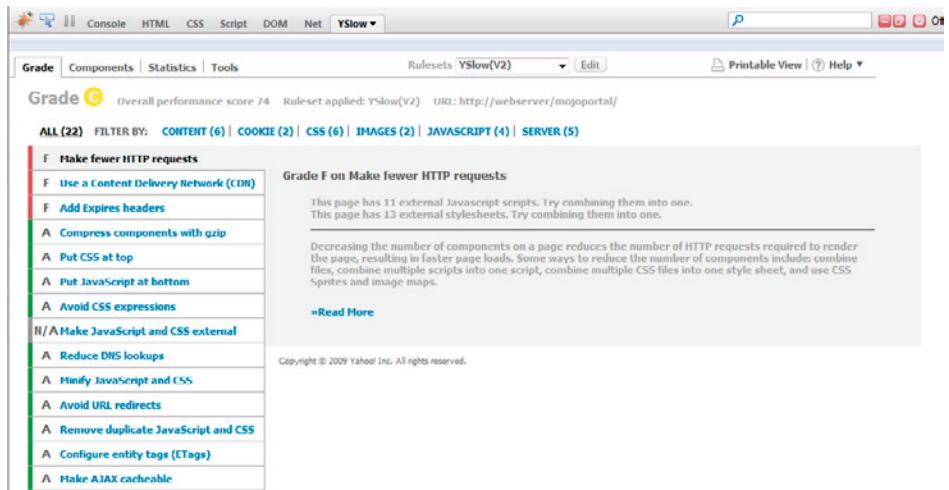 Console HTML CSS Script DOM Net YSlow
Grade Components Statistics Tools Rulesets YSlow(V2) Edit Printable View Help
Grade C Overall performance score 74 Ruleset applied: YSlow(V2) URL: http://webserver/mojoportal/
ALL (22) FILTER BY: CONTENT (6) | COOKIE (2) | CSS (6) | IMAGES (2) | JAVASCRIPT (4) | SERVER (5)
F Make fewer HTTP requests
F Use a Content Delivery Network (CDN)
F Add Expires headers
A Compress components with gzip
A Put CSS at top
A Put JavaScript at bottom
A Avoid CSS expressions
N/A Make JavaScript and CSS external
A Reduce DNS lookups
A Minify JavaScript and CSS
A Avoid URL redirects
A Remove duplicate JavaScript and CSS
A Configure entity tags (ETags)
A Make AJAX cacheable
Grade F on Make fewer HTTP requests
This page has 11 external Javascript scripts. Try combining them into one.
This page has 13 external stylesheets. Try combining them into one.
Decreasing the number of components on a page reduces the number of HTTP requests required to render
the page, resulting in faster page loads. Some ways to reduce the number of components include: combine
files, combine multiple scripts into one script, combine multiple CSS files into one style sheet, and use CSS
Sprites and image maps.
»Read More
Copyright © 2009 Yahoo! Inc. All rights reserved.